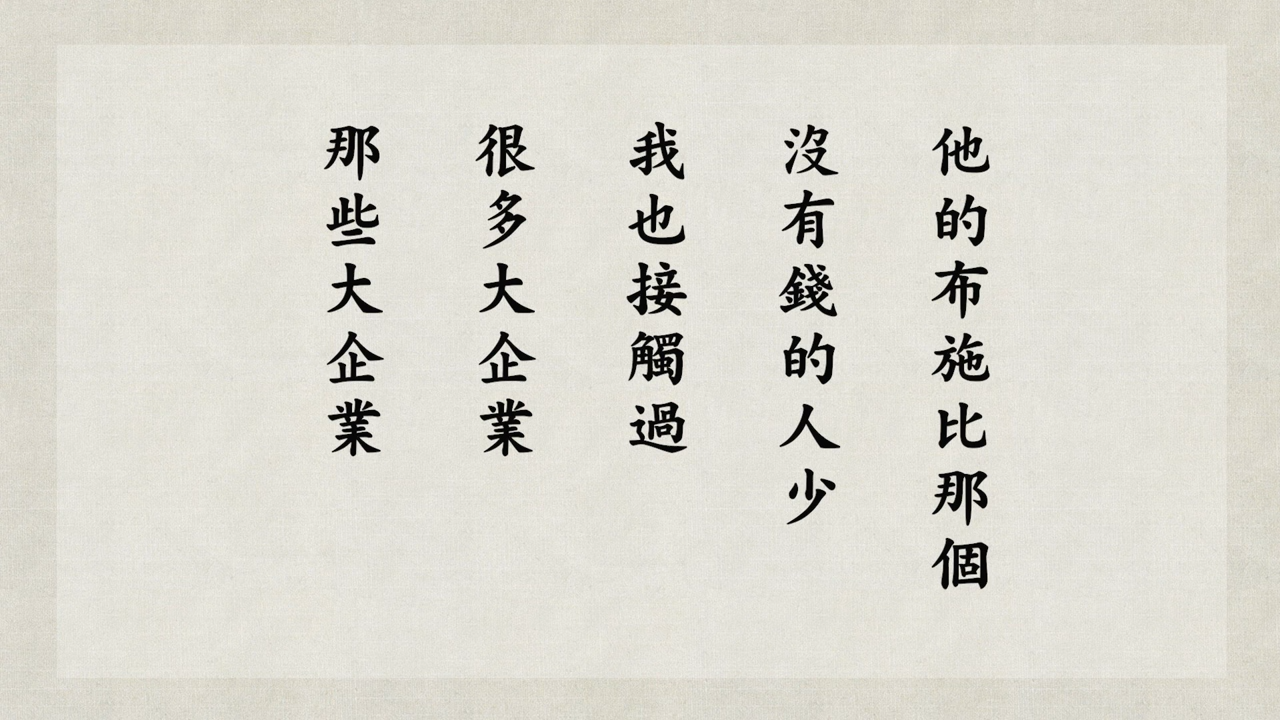 他的布施比那個
沒有錢的人少
我也接觸過
很多大企業
那些大企業